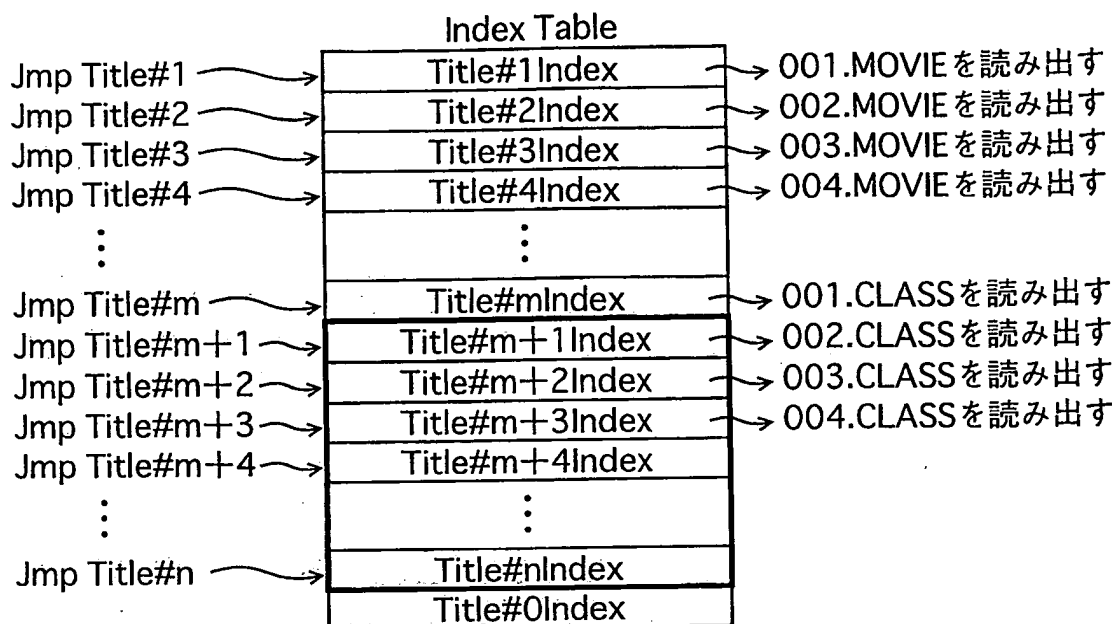 Index Table
Jmp Title#1 Title#1Index 001.MOVIEを読み出す
Jmp Title#2 Title#2Index 002.MOVIEを読み出す
Jmp Title#3 Title#3Index 003.MOVIEを読み出す
Jmp Title#4 Title#4Index 004.MOVIEを読み出す
Jmp Title#m Title#mIndex 001.CLASSを読み出す
Jmp Title#m+1 Title#m+1Index 002.CLASSを読み出す
Jmp Title#m+2 Title#m+2Index 003.CLASSを読み出す
Jmp Title#m+3 Title#m+3Index 004.CLASSを読み出す
Jmp Title#m+4 Title#m+4Index
Jmp Title#n Title#nIndex
Title#0Index